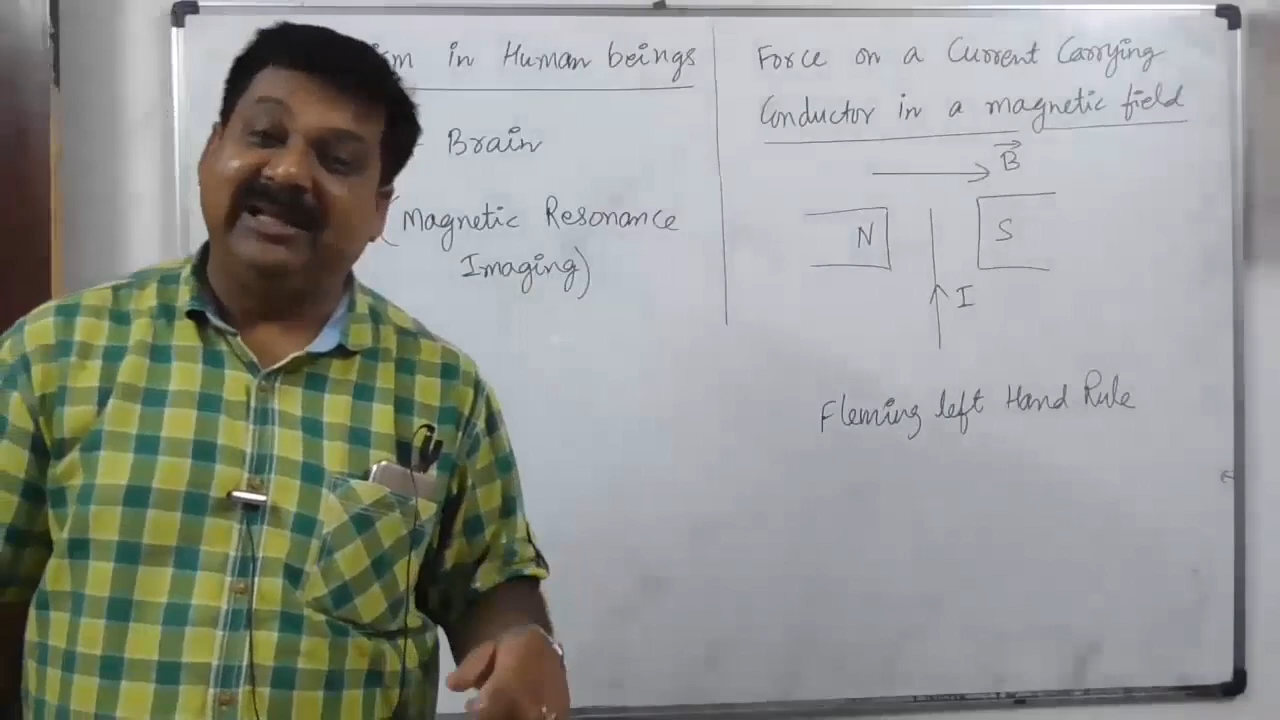 in Human beings
Brain
(Magnetic Resonance
Imaging)
Force on a Current Carrying
Conductor in a magnetic field
B
N
S
I
Fleming left Hand Rule